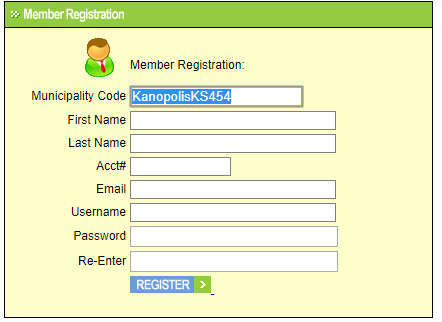 Member Registration
Member Registration:
Municipality Code KanopolisKS454
First Name
Last Name
Acct#
Email
Username
Password
Re-Enter
REGISTER